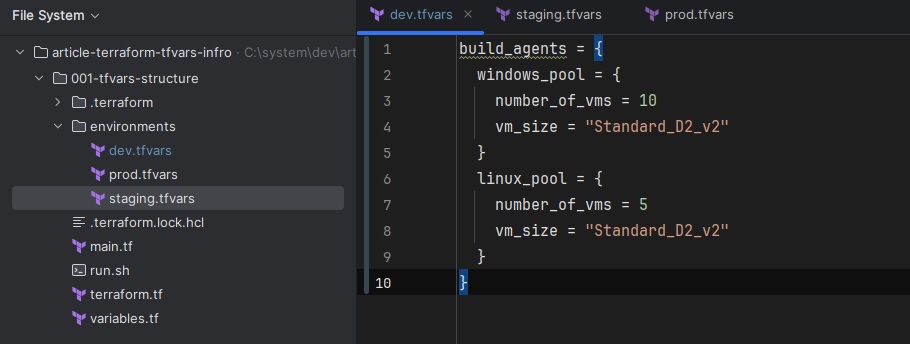 File System
article-terraform-tfvars-infro · C:\system\dev\art
001-tfvars-structure
.terraform
environments
dev.tfvars
prod.tfvars
staging.tfvars
.terraform.lock.hcl
main.tf
run.sh
terraform.tf
variables.tf
dev.tfvars staging.tfvars prod.tfvars
1 build_agents = {
2 windows_pool = {
3 number_of_vms = 10
4 vm_size = "Standard_D2_v2"
5 }
6 linux_pool = {
7 number_of_vms = 5
8 vm_size = "Standard_D2_v2"
9 }
10 }